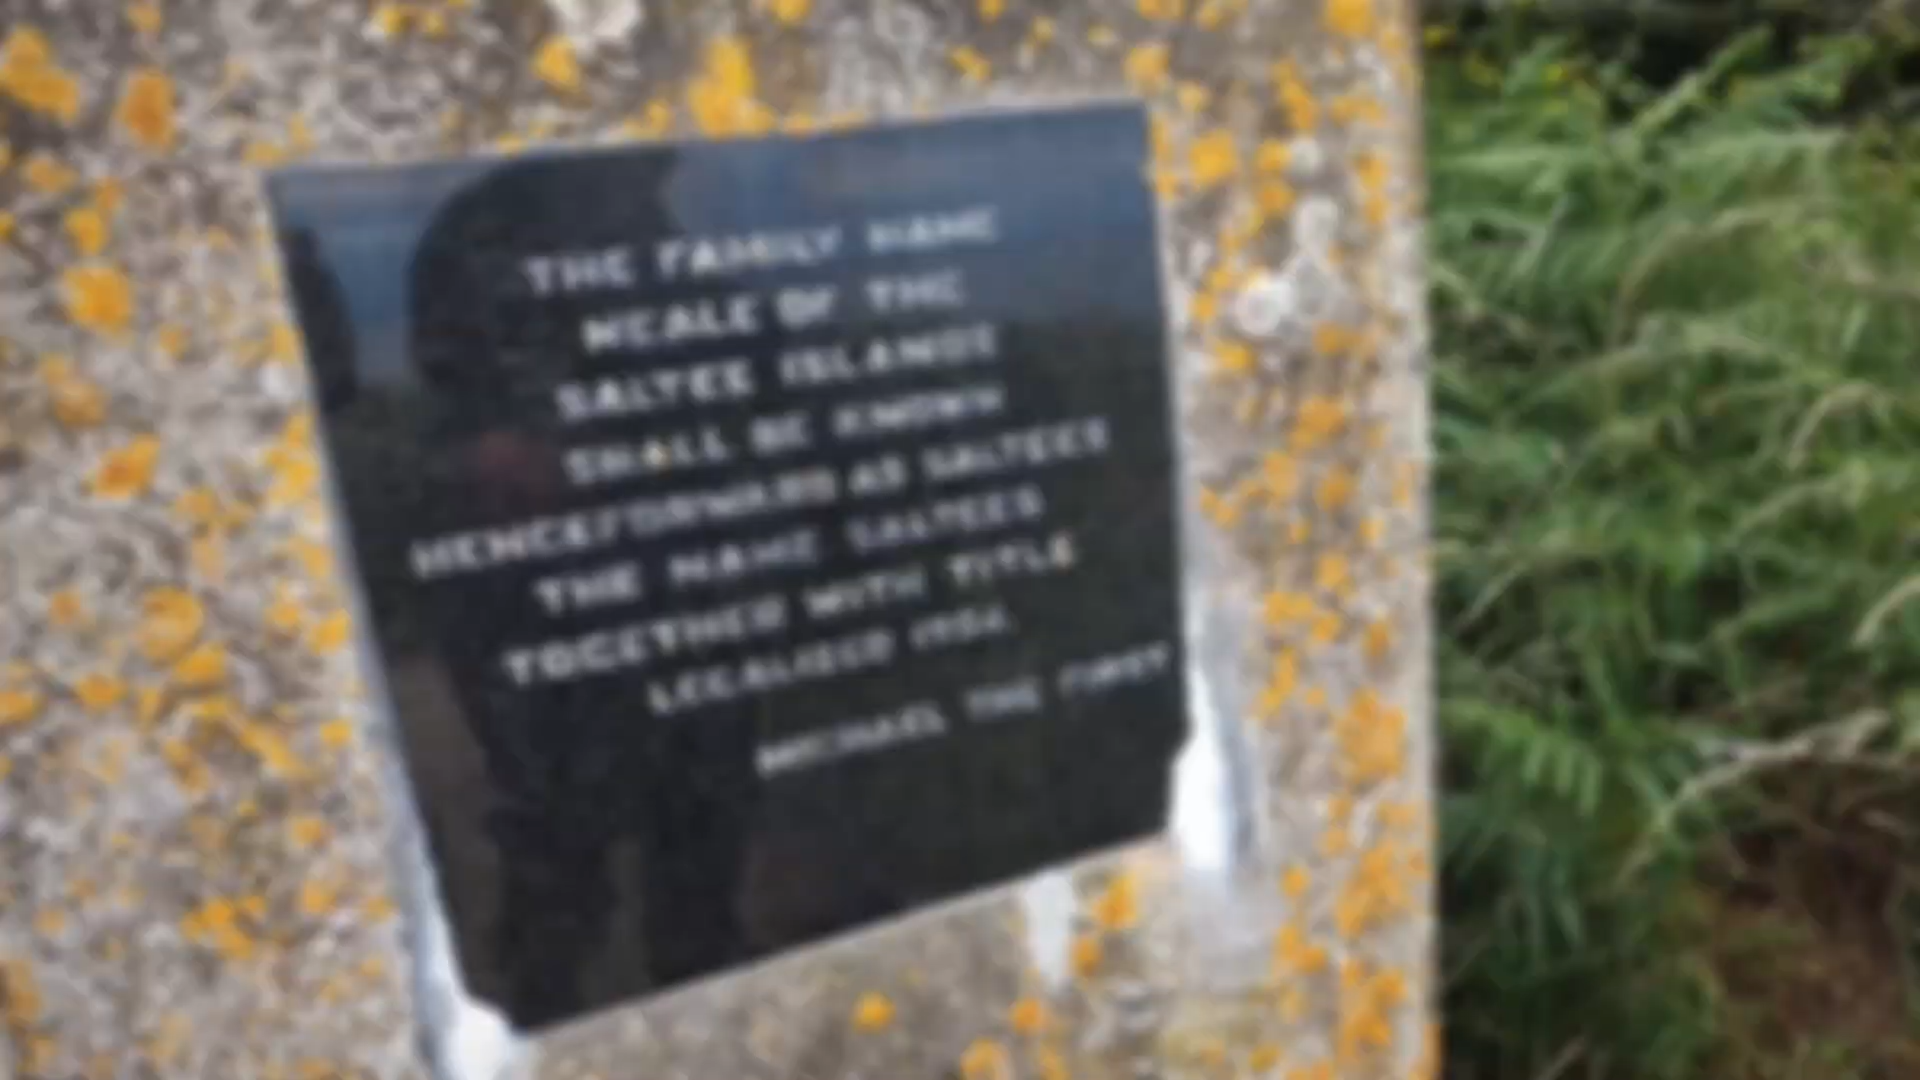 THE FAMILY NAME
NEALE OF THE
SALTEE ISLANDS
SHALL BE KNOWN
HENCEFORWARD AS SALTEES
THE NAME SALTEES
TOGETHER WITH TITLE
LEGALISED
MICHAEL THE FIRST